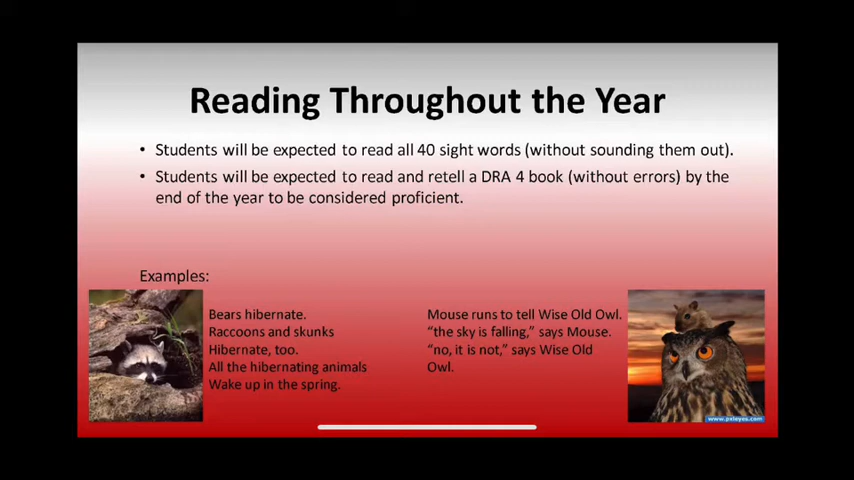 Reading Throughout the Year
• Students will be expected to read all 40 sight words (without sounding them out).
• Students will be expected to read and retell a DRA 4 book (without errors) by the
end of the year to be considered proficient.
Examples:
Bears hibernate.
Raccoons and skunks
Hibernate, too.
All the hibernating animals
Wake up in the spring.
Mouse runs to tell Wise Old Owl.
“the sky is falling,” says Mouse.
“no, it is not,” says Wise Old
Owl.
www.pxleyes.com